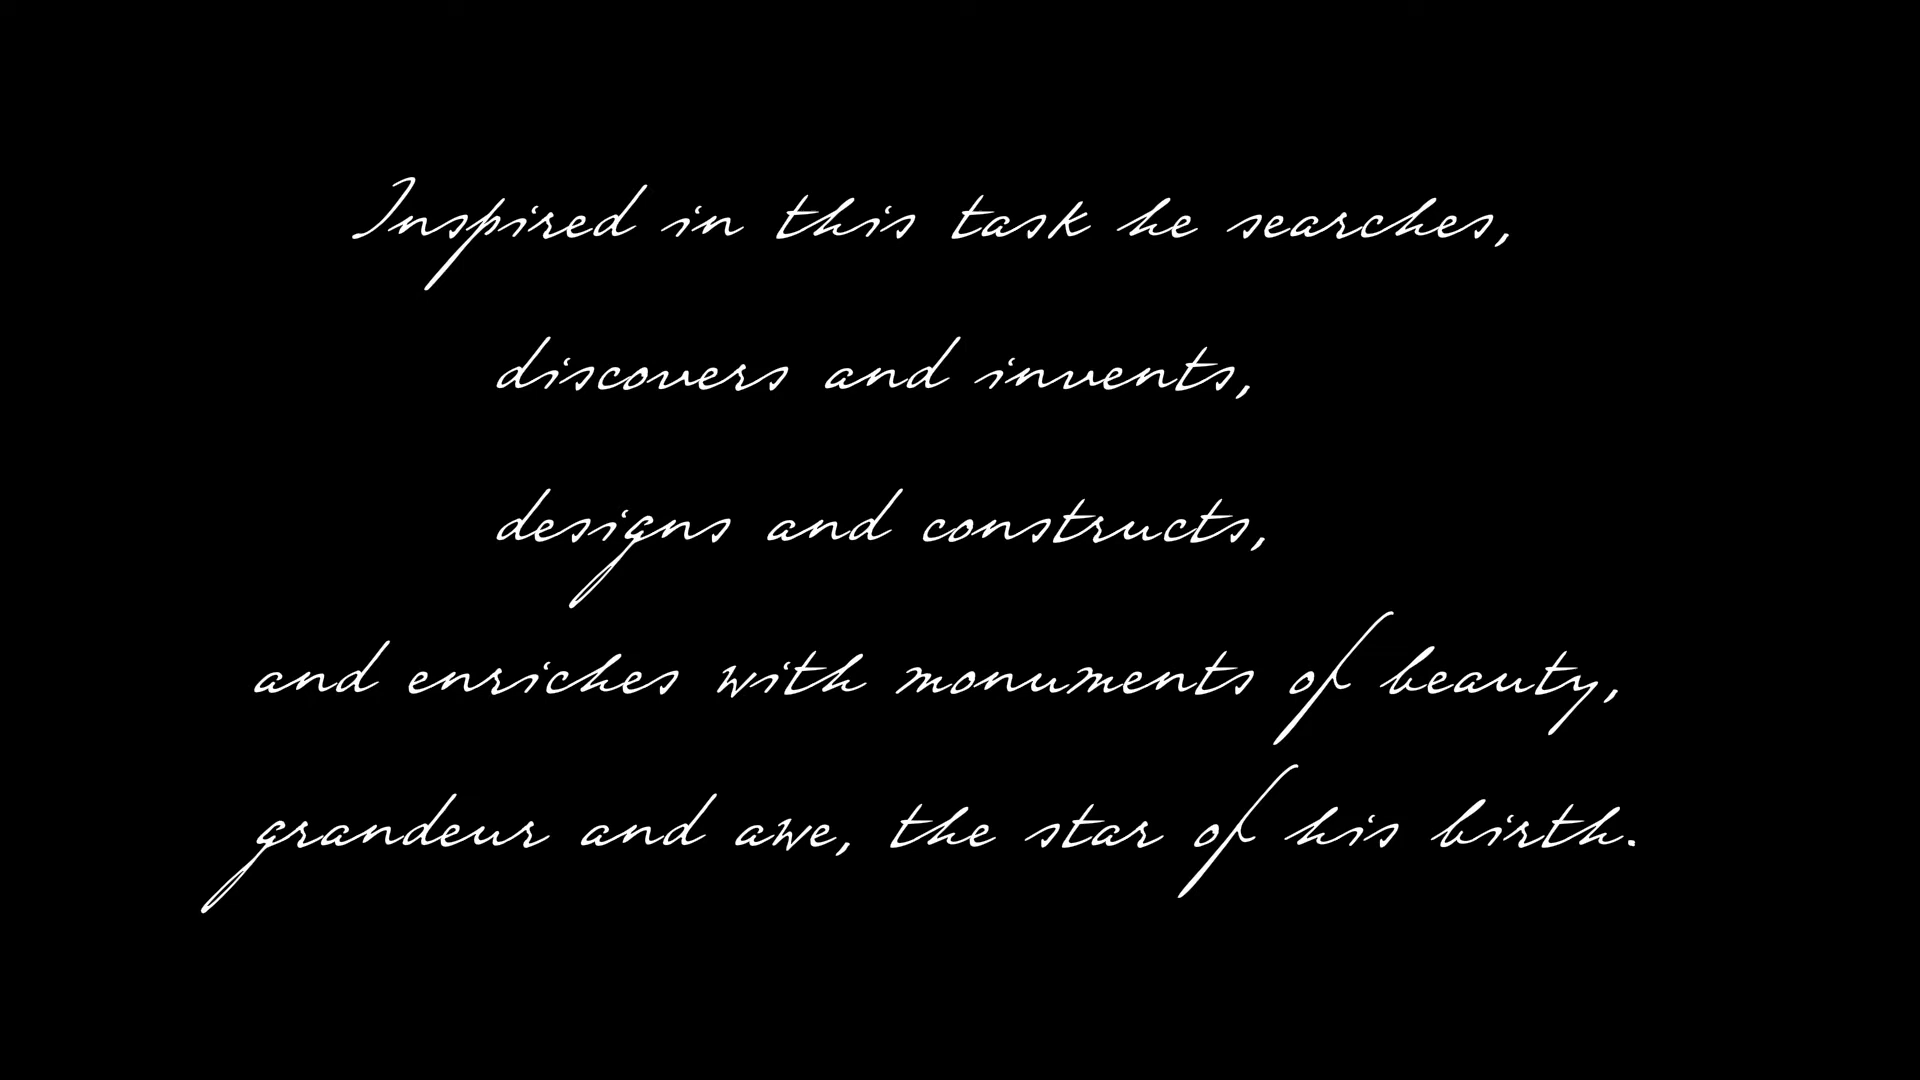 Inspired in this task he searches,
discovers and invents,
designs and constructs,
and enriches with monuments of beauty,
grandeur and awe, the star of his birth.